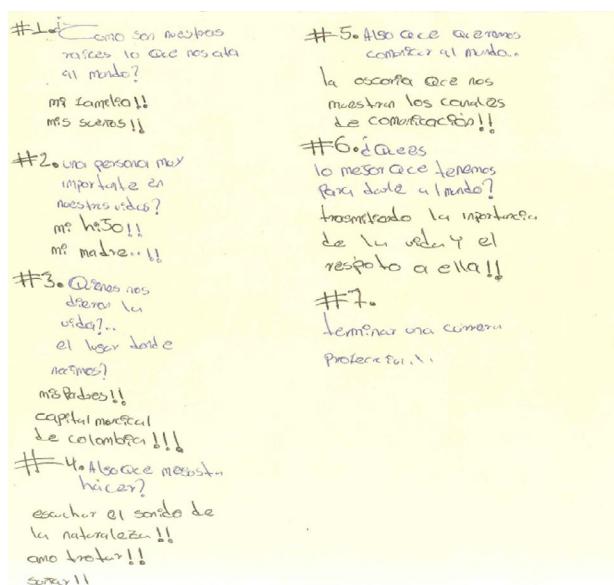 #1. ¿Como son nuestras
raices lo que nos ata
al mundo?
mi familia!!
mis sueños!!
#2. una persona muy
importante en
nuestras vidas?
mi hijo!!
mi madre..!!
#3. Quienes nos
dieron la
vida?..
el lugar donde
nacimos?
mis Padres!!
capital musical
de colombia!!!
#4. Algo que me gusta
hacer?
escuchar el sonido de
la naturaleza!!
amo trotar!!
soñar!!
#5. Algo que queremos
comunicar al mundo..
la escoria que nos
muestran los canales
de comunicación!!
#6. ¿Que es
lo mejor que tenemos
para darle al mundo?
trasmitiendo la inportancia
de la vida y el
respeto a ella!!
#7.
terminar una carrera